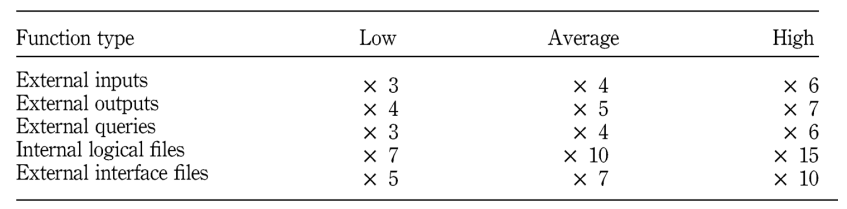 Function type Low Average High
External inputs × 3 × 4 × 6
External outputs × 4 × 5 × 7
External queries × 3 × 4 × 6
Internal logical files × 7 × 10 × 15
External interface files × 5 × 7 × 10